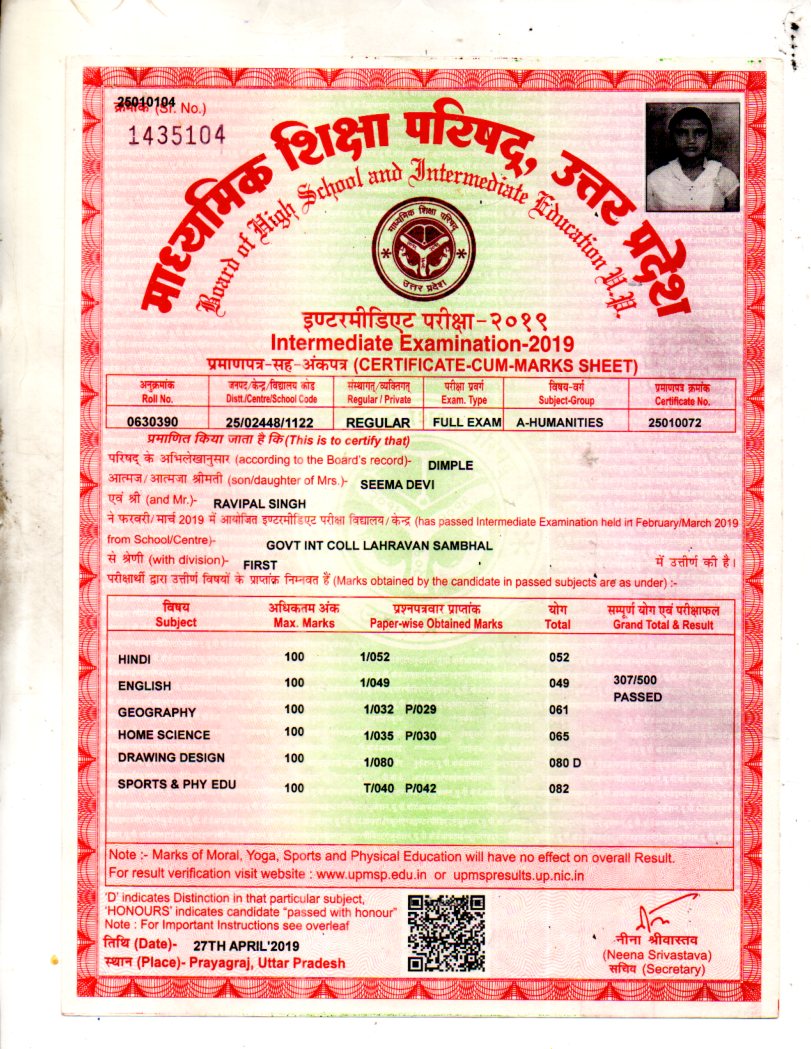 25010104
क्रमांक (Sr. No.)
1435104
माध्यमिक शिक्षा परिषद्, उत्तर प्रदेश
Board of High School and Intermediate Education U.P.
माध्यमिक शिक्षा परिषद्
उत्तर प्रदेश
इण्टरमीडिएट परीक्षा-२०१९
Intermediate Examination-2019
प्रमाणपत्र-सह-अंकपत्र (CERTIFICATE-CUM-MARKS SHEET)
अनुक्रमांक जनपद/केन्द्र/विद्यालय कोड संस्थागत/व्यक्तिगत परीक्षा प्रवर्ग विषय-वर्ग प्रमाणपत्र क्रमांक
Roll No. Distt./Centre/School Code Regular / Private Exam. Type Subject-Group Certificate No.
0630390 25/02448/1122 REGULAR FULL EXAM A-HUMANITIES 25010072
प्रमाणित किया जाता है कि (This is to certify that)
परिषद् के अभिलेखानुसार (according to the Board's record)- DIMPLE
आत्मज/आत्मजा श्रीमती (son/daughter of Mrs.)- SEEMA DEVI
एवं श्री (and Mr.)- RAVIPAL SINGH
ने फरवरी/मार्च 2019 में आयोजित इण्टरमीडिएट परीक्षा विद्यालय/केन्द्र (has passed Intermediate Examination held in February/March 2019
from School/Centre)- GOVT INT COLL LAHRAVAN SAMBHAL
से श्रेणी (with division)- FIRST में उत्तीर्ण की है।
परीक्षार्थी द्वारा उत्तीर्ण विषयों के प्राप्तांक निम्नवत हैं (Marks obtained by the candidate in passed subjects are as under) :-
विषय अधिकतम अंक प्रश्नपत्रवार प्राप्तांक योग सम्पूर्ण योग एवं परीक्षाफल
Subject Max. Marks Paper-wise Obtained Marks Total Grand Total & Result
HINDI 100 1/052 052
ENGLISH 100 1/049 049 307/500
PASSED
GEOGRAPHY 100 1/032 P/029 061
HOME SCIENCE 100 1/035 P/030 065
DRAWING DESIGN 100 1/080 080 D
SPORTS & PHY EDU 100 T/040 P/042 082
Note :- Marks of Moral, Yoga, Sports and Physical Education will have no effect on overall Result.
For result verification visit website : www.upmsp.edu.in or upmspresults.up.nic.in
'D' indicates Distinction in that particular subject,
'HONOURS' indicates candidate "passed with honour"
Note : For Important Instructions see overleaf
तिथि (Date)- 27TH APRIL'2019
स्थान (Place)- Prayagraj, Uttar Pradesh
नीना श्रीवास्तव
(Neena Srivastava)
सचिव (Secretary)